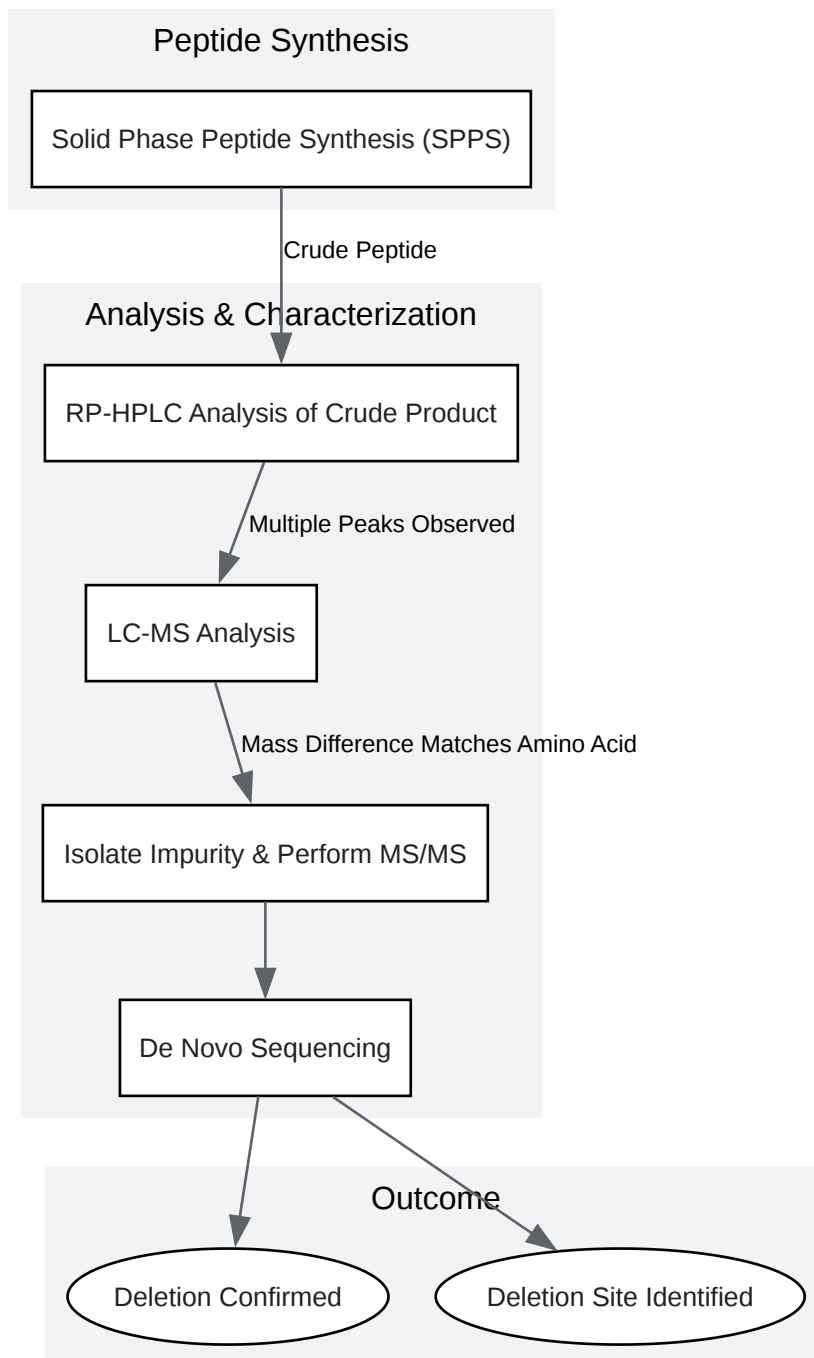 Peptide Synthesis
Solid Phase Peptide Synthesis (SPPS)
Crude Peptide
Analysis & Characterization
RP-HPLC Analysis of Crude Product
Multiple Peaks Observed
LC-MS Analysis
Mass Difference Matches Amino Acid
Isolate Impurity & Perform MS/MS
De Novo Sequencing
Outcome
Deletion Confirmed
Deletion Site Identified